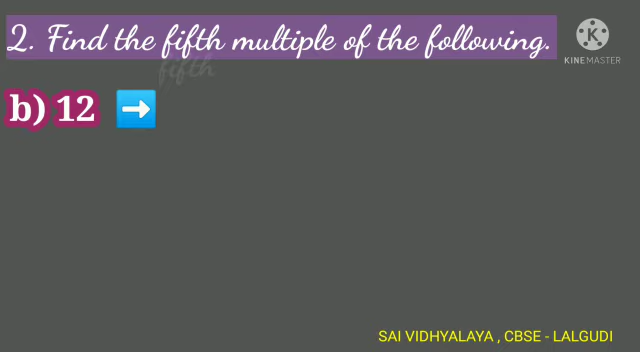 2. Find the fifth multiple of the following.
fifth
K
KINEMASTER
b) 12 ➡
SAI VIDHYALAYA , CBSE - LALGUDI